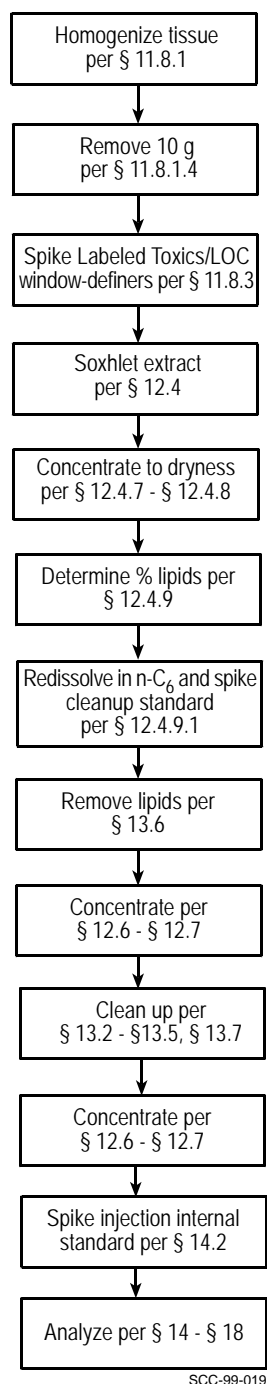 Homogenize tissue
per § 11.8.1
Remove 10 g
per § 11.8.1.4
Spike Labeled Toxics/LOC
window-definers per § 11.8.3
Soxhlet extract
per § 12.4
Concentrate to dryness
per § 12.4.7 - § 12.4.8
Determine % lipids per
§ 12.4.9
Redissolve in n-C₆ and spike
cleanup standard
per § 12.4.9.1
Remove lipids per
§ 13.6
Concentrate per
§ 12.6 - § 12.7
Clean up per
§ 13.2 - §13.5, § 13.7
Concentrate per
§ 12.6 - § 12.7
Spike injection internal
standard per § 14.2
Analyze per § 14 - § 18
SCC-99-019